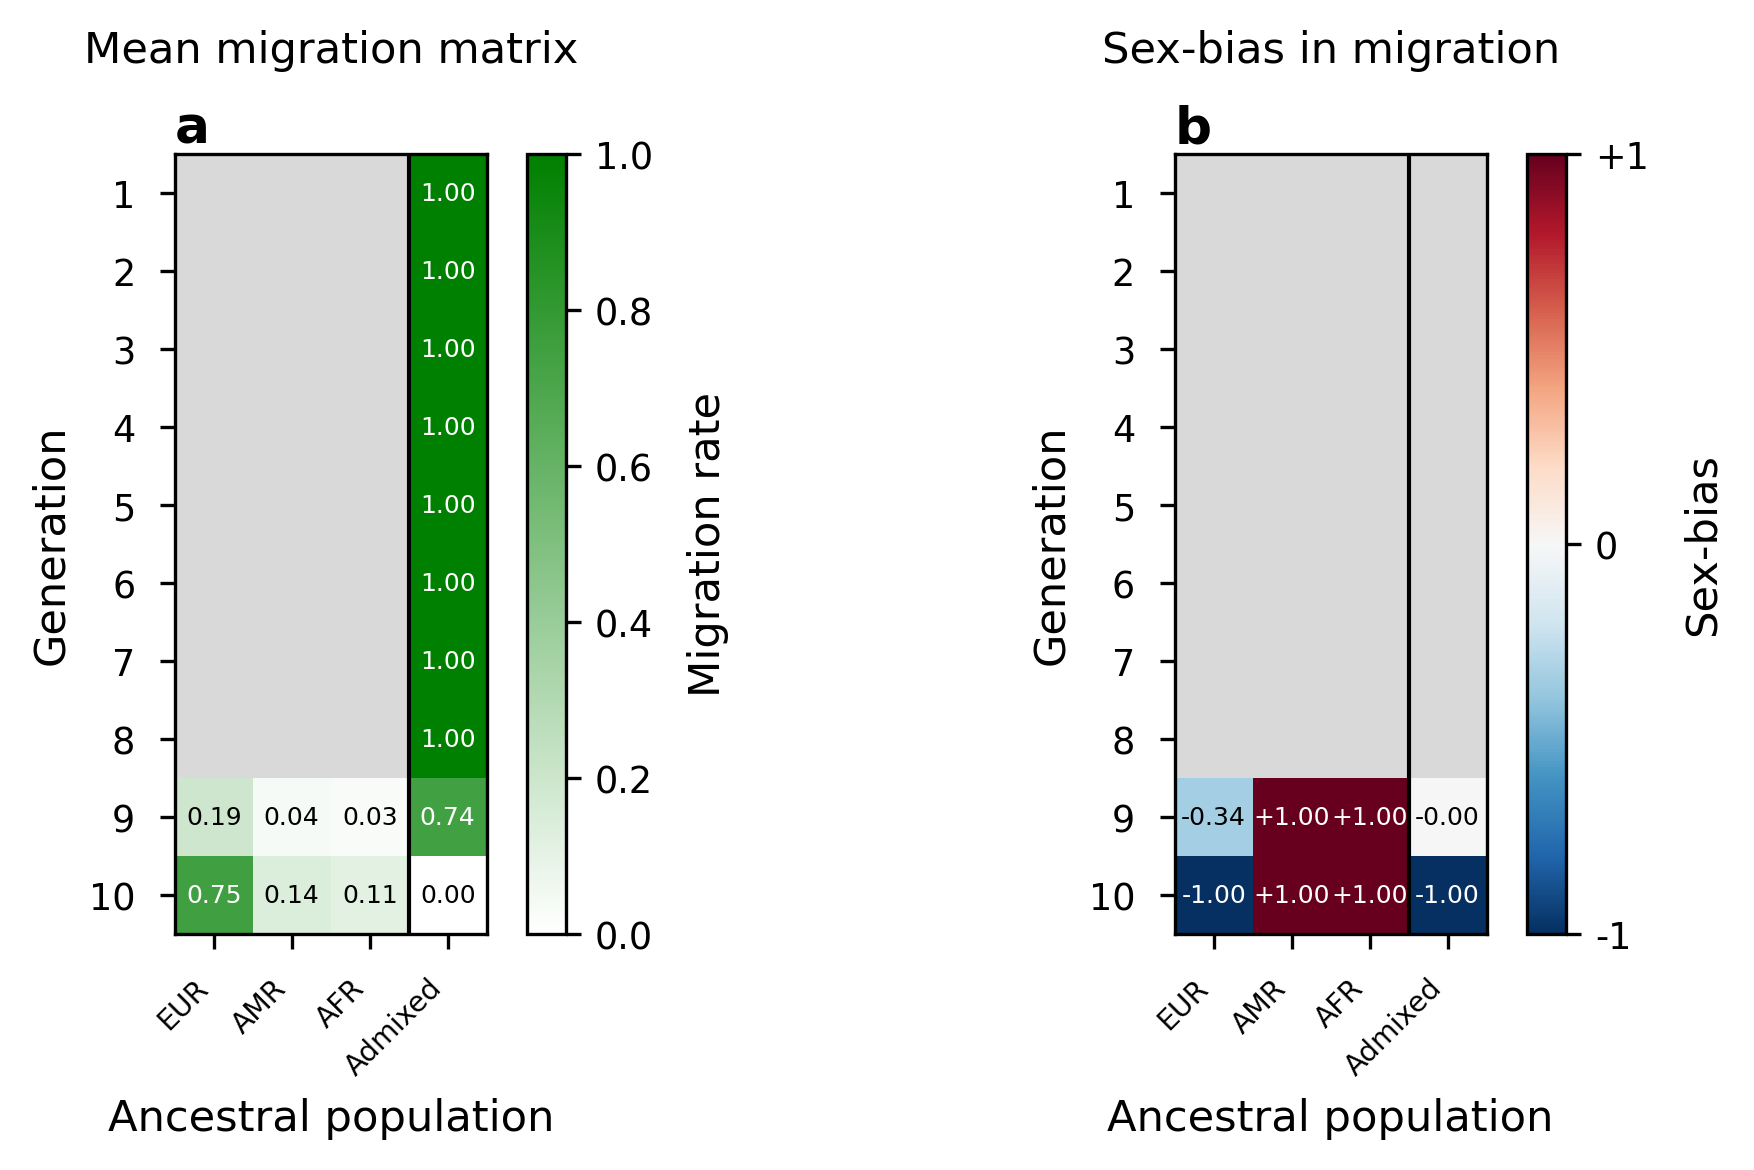 Mean migration matrix
a
Generation
1
2
3
4
5
6
7
8
9
10
1.00
1.00
1.00
1.00
1.00
1.00
1.00
1.00
0.19 0.04 0.03 0.74
0.75 0.14 0.11 0.00
EUR
AMR
AFR
Admixed
Ancestral population
1.0
0.8
0.6
0.4
0.2
0.0
Migration rate
Sex-bias in migration
b
Generation
1
2
3
4
5
6
7
8
9
10
-0.34 +1.00 +1.00 -0.00
-1.00 +1.00 +1.00 -1.00
EUR
AMR
AFR
Admixed
Ancestral population
+1
0
-1
Sex-bias